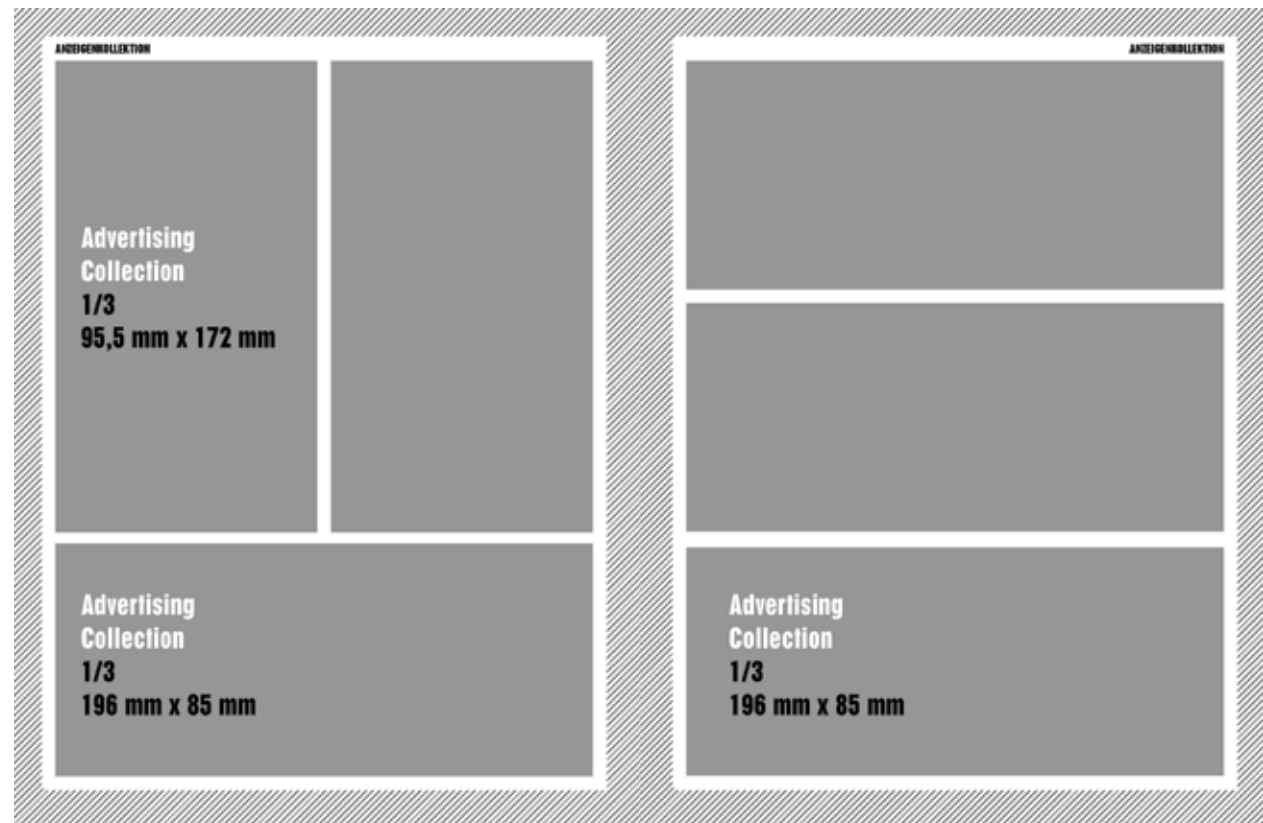 ANZEIGENKOLLEKTION
Advertising
Collection
1/3
95,5 mm x 172 mm
Advertising
Collection
1/3
196 mm x 85 mm
ANZEIGENKOLLEKTION
Advertising
Collection
1/3
196 mm x 85 mm